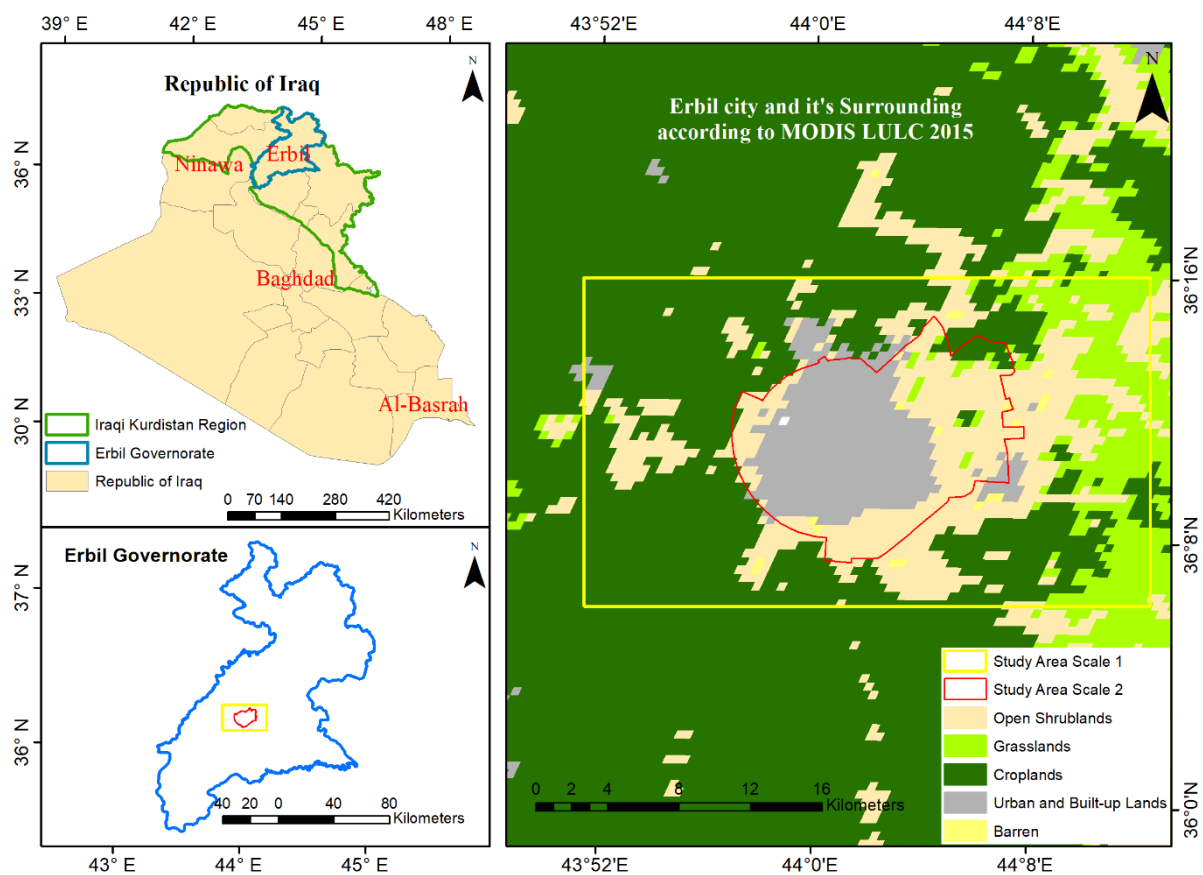 39° E 42° E 45° E 48° E
N
Republic of Iraq
36° N
33° N
30° N
Ninawa
Erbil
Baghdad
Al-Basrah
Iraqi Kurdistan Region
Erbil Governorate
Republic of Iraq
0 70 140 280 420
Kilometers
Erbil Governorate
N
37° N
36° N
40 20 0 40 80
Kilometers
43° E 44° E 45° E
43°52'E 44°0'E 44°8'E
N
Erbil city and it's Surrounding
according to MODIS LULC 2015
36°16'N
36°8'N
36°0'N
Study Area Scale 1
Study Area Scale 2
Open Shrublands
Grasslands
Croplands
Urban and Built-up Lands
Barren
0 2 4 8 12 16
Kilometers
43°52'E 44°0'E 44°8'E